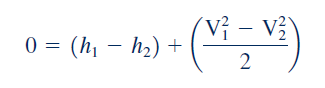 0 = (h₁ − h₂) + (V₁² − V₂² / 2)